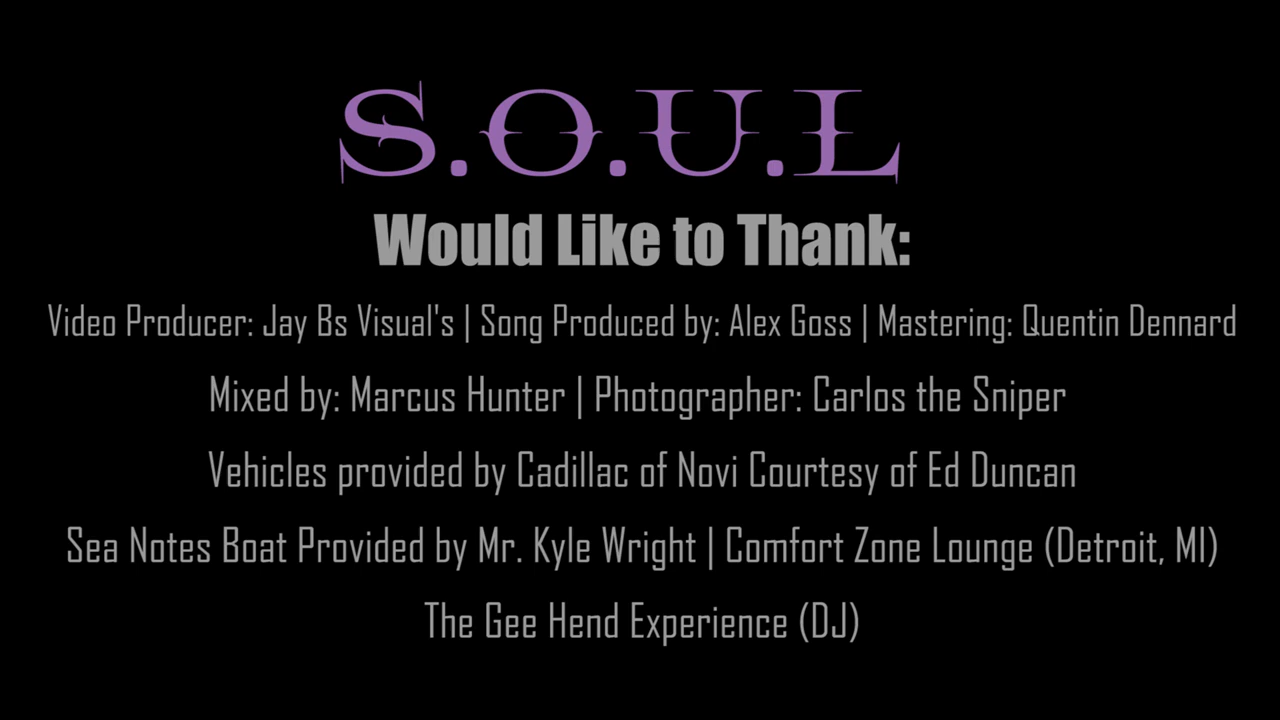 S.O.U.L
Would Like to Thank:
Video Producer: Jay Bs Visual's | Song Produced by: Alex Goss | Mastering: Quentin Dennard
Mixed by: Marcus Hunter | Photographer: Carlos the Sniper
Vehicles provided by Cadillac of Novi Courtesy of Ed Duncan
Sea Notes Boat Provided by Mr. Kyle Wright | Comfort Zone Lounge (Detroit, MI)
The Gee Hend Experience (DJ)